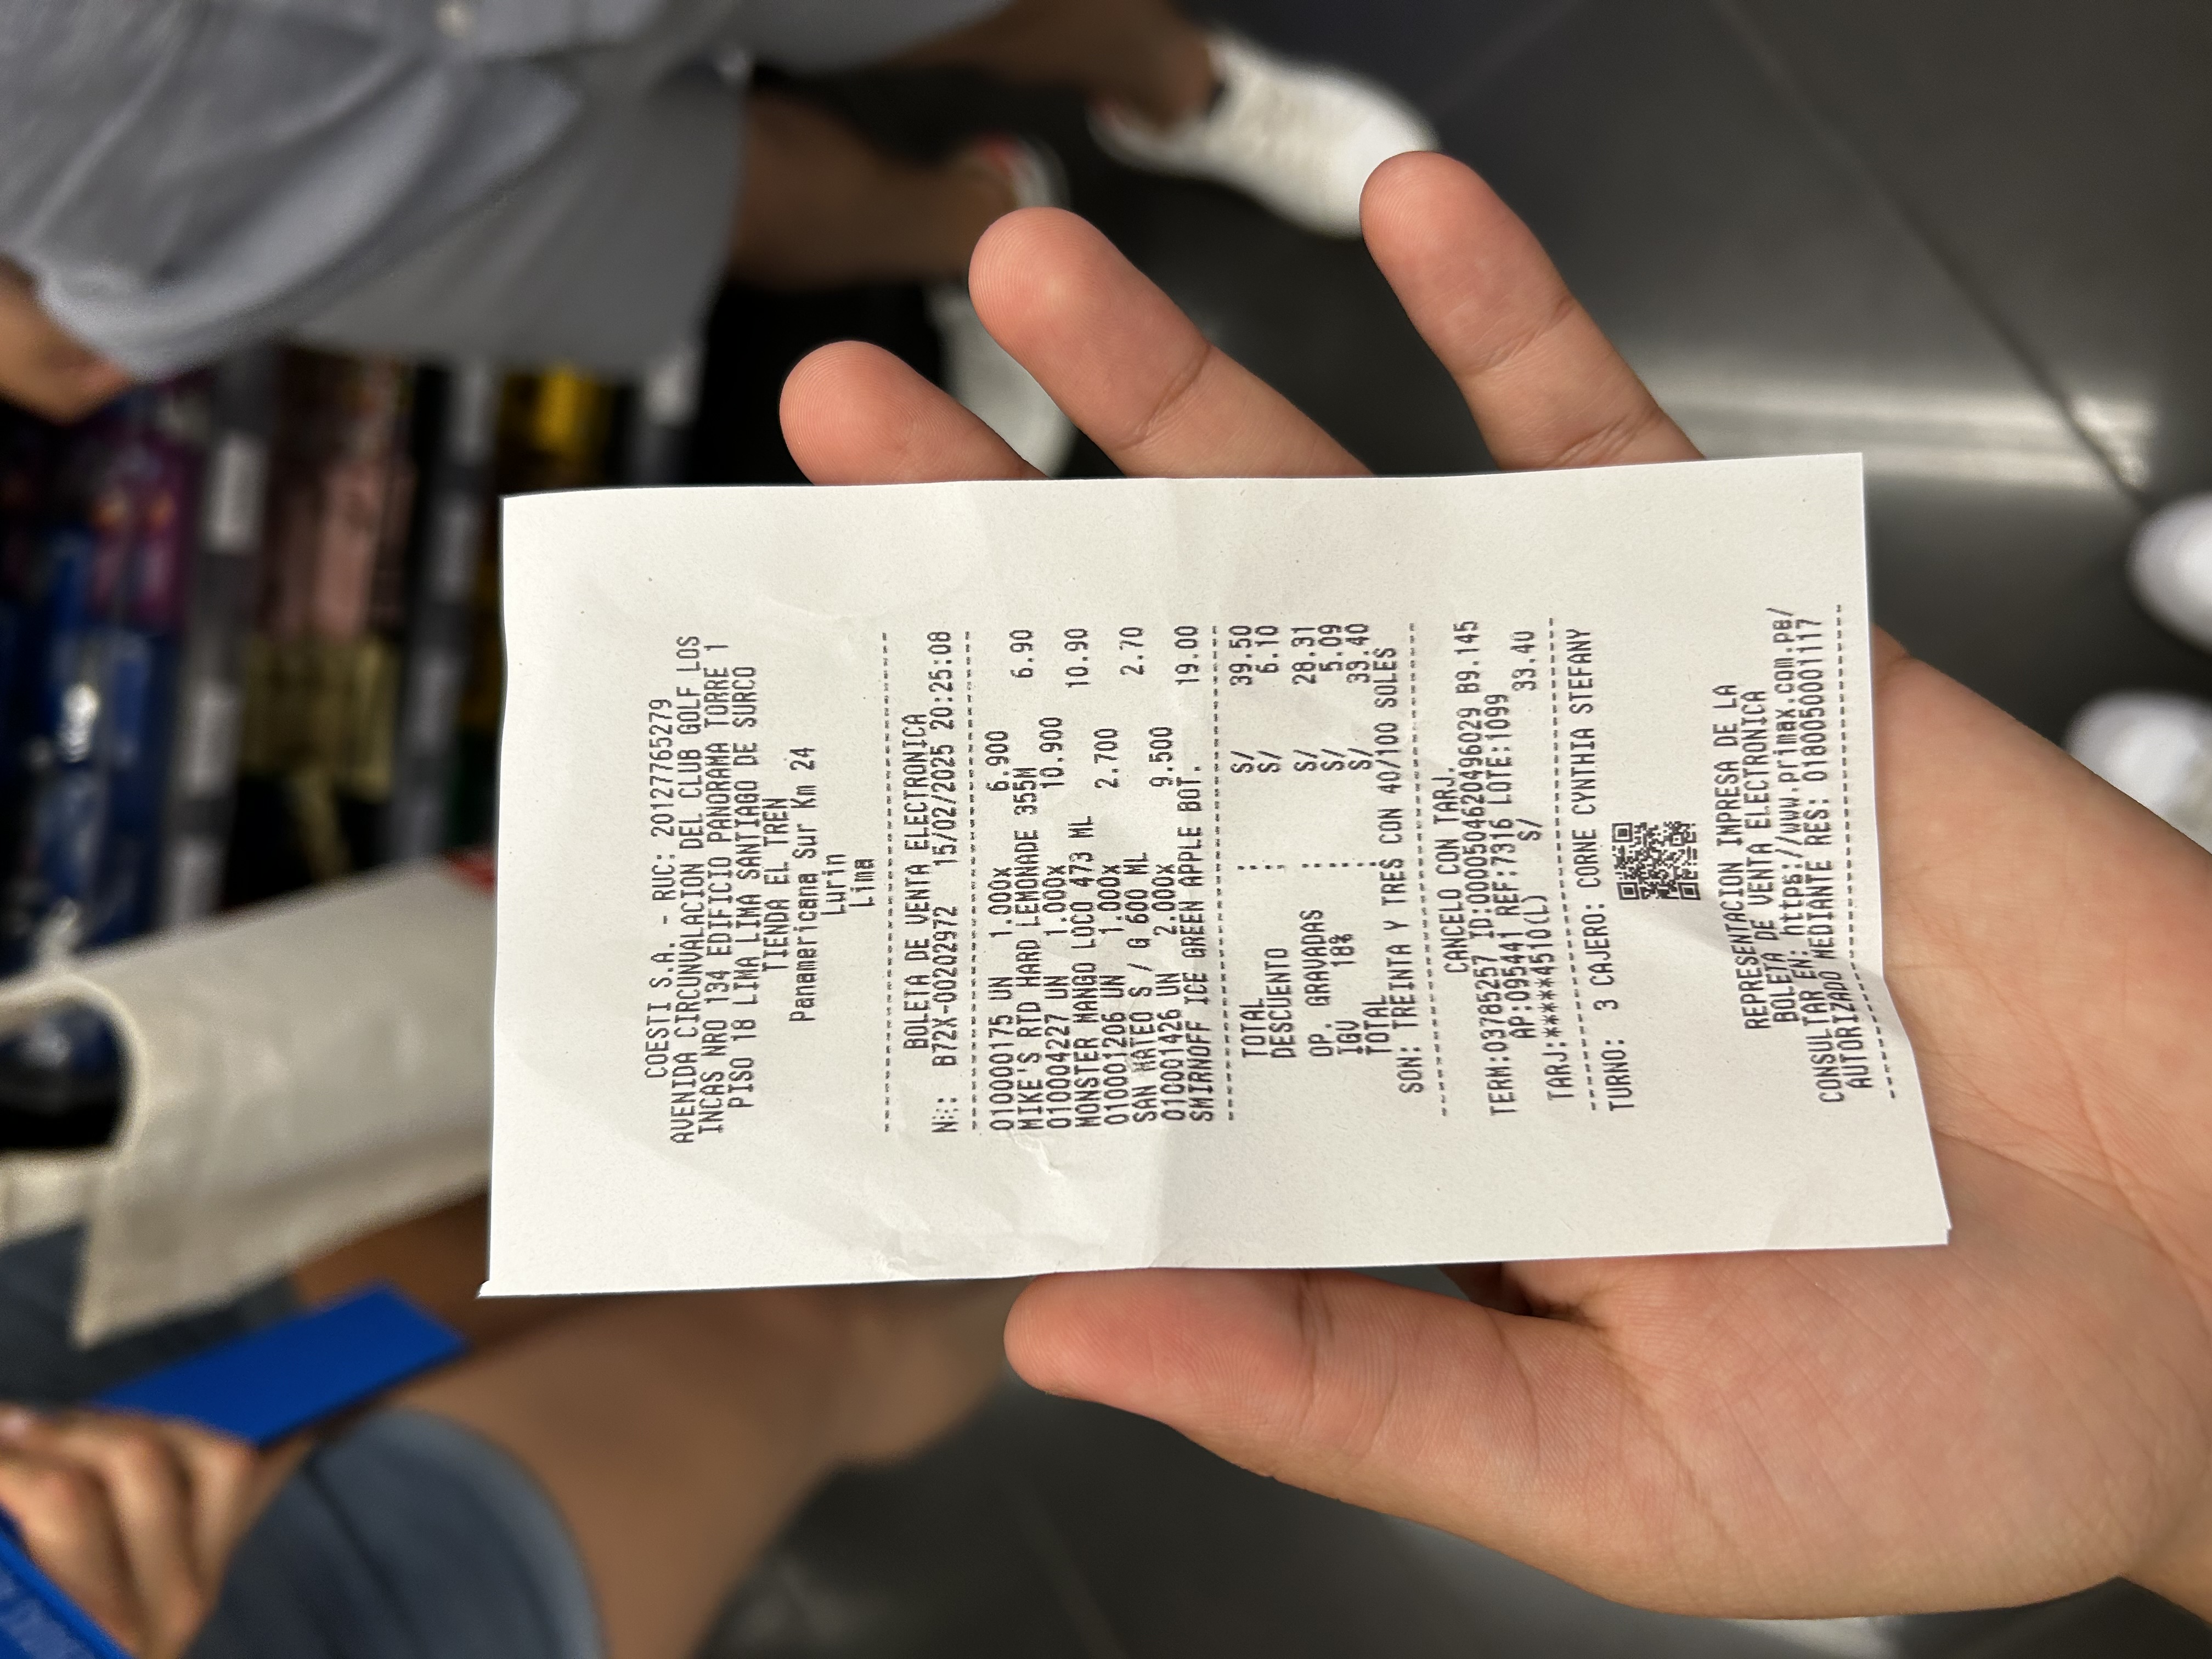 COESTI S.A. - RUC: 20127765279
AVENIDA CIRCUNVALACION DEL CLUB GOLF LOS
INCAS NRO 134 EDIFICIO PANORAMA TORRE 1
PISO 18 LIMA LIMA SANTIAGO DE SURCO
TIENDA EL TREN
Panamericana Sur Km 24
Lurin
Lima
BOLETA DE VENTA ELECTRONICA
B72X-00202972 15/02/2025 20:25:08
010000175 UN 1.000x 6.900
MIKE'S RTD HARD LEMONADE 355M 6.90
010004227 UN 1.000x 10.900
MONSTER MANGO LOCO 473 ML 10.90
010001206 UN 1.000x 2.700
SAN MATEO S / G 600 ML 2.70
010001426 UN 2.000x 9.500
SMIRNOFF ICE GREEN APPLE BOT. 19.00
TOTAL : S/ 39.50
DESCUENTO : S/ 6.10
OP. GRAVADAS : S/ 28.31
IGV 18% : S/ 5.09
TOTAL : S/ 33.40
SON: TREINTA Y TRES CON 40/100 SOLES
CANCELO CON TARJ.
TERM:03785257 ID:0000504620496029 B9.145
AP:095441 REF:7316 LOTE:1099
TARJ:*****4510(L) S/ 33.40
TURNO: 3 CAJERO: CORNE CYNTHIA STEFANY
REPRESENTACION IMPRESA DE LA
BOLETA DE VENTA ELECTRONICA
CONSULTAR EN: https://www.primax.com.pe/
AUTORIZADO MEDIANTE RES: 0180050001117